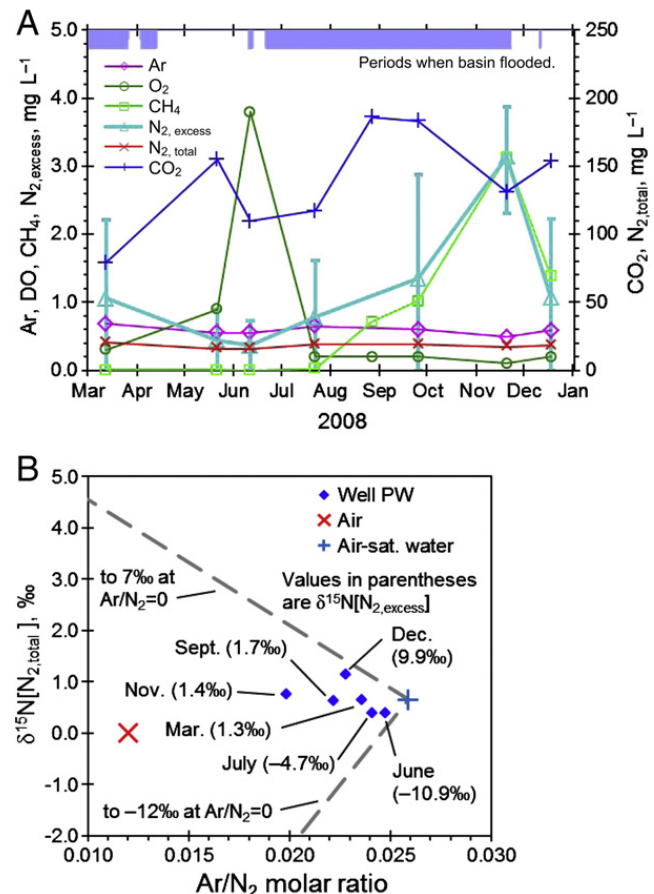 A
5.0
4.0
3.0
2.0
1.0
0.0
Ar, DO, CH₄, N₂,excess, mg L⁻¹
Periods when basin flooded.
Ar
O₂
CH₄
N₂, excess
N₂, total
CO₂
250
200
150
100
50
0
CO₂, N₂,total, mg L⁻¹
Mar Apr May Jun Jul Aug Sep Oct Nov Dec Jan
2008
B
5.0
4.0
3.0
2.0
1.0
0.0
-1.0
-2.0
δ¹⁵N[N₂,total], ‰
Well PW
Air
Air-sat. water
to 7‰ at
Ar/N₂=0
Values in parentheses
are δ¹⁵N[N₂,excess]
Dec.
(9.9‰)
Sept. (1.7‰)
Nov. (1.4‰)
Mar. (1.3‰)
July (–4.7‰)
June
(–10.9‰)
to –12‰ at Ar/N₂=0
0.010 0.015 0.020 0.025 0.030
Ar/N₂ molar ratio